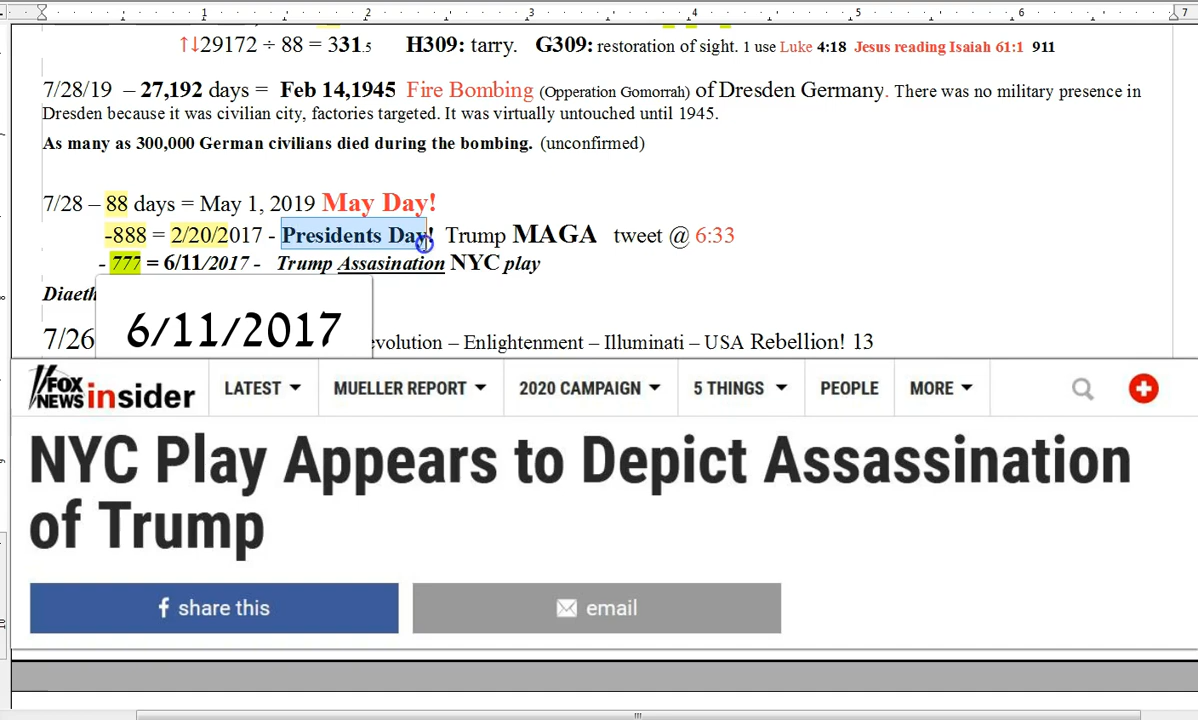 1 2 3 4 5 6 7
↑↓29172 ÷ 88 = 331.5 H309: tarry. G309: restoration of sight. 1 use Luke 4:18 Jesus reading Isaiah 61:1 911
7/28/19 – 27,192 days = Feb 14,1945 Fire Bombing (Opperation Gomorrah) of Dresden Germany. There was no military presence in
Dresden because it was civilian city, factories targeted. It was virtually untouched until 1945.
As many as 300,000 German civilians died during the bombing. (unconfirmed)
7/28 – 88 days = May 1, 2019 May Day!
-888 = 2/20/2017 - Presidents Day! Trump MAGA tweet @ 6:33
- 777 = 6/11/2017 - Trump Assasination NYC play
Diaeth
6/11/2017
7/26 evolution – Enlightenment – Illuminati – USA Rebellion! 13
FOX NEWS insider LATEST MUELLER REPORT 2020 CAMPAIGN 5 THINGS PEOPLE MORE
NYC Play Appears to Depict Assassination
of Trump
f share this email